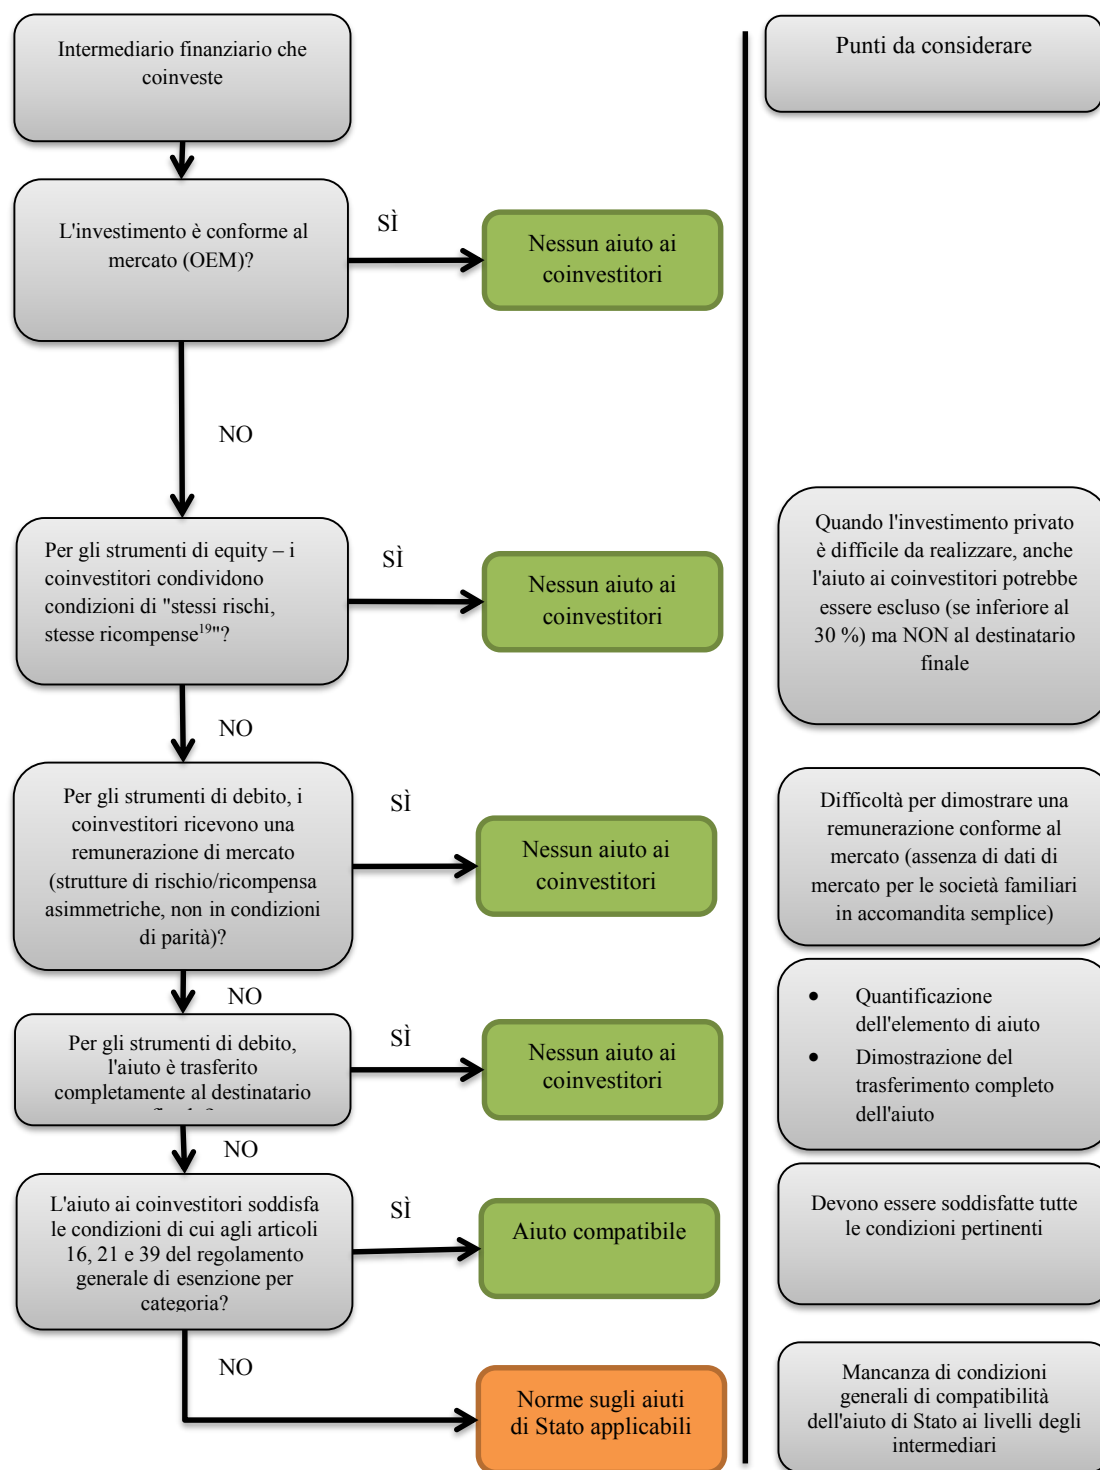 Intermediario finanziario che
coinveste
Punti da considerare
L'investimento è conforme al
mercato (OEM)?
SÌ
Nessun aiuto ai
coinvestitori
NO
Per gli strumenti di equity – i
coinvestitori condividono
condizioni di "stessi rischi,
stesse ricompense¹⁹"?
SÌ
Nessun aiuto ai
coinvestitori
Quando l'investimento privato
è difficile da realizzare, anche
l'aiuto ai coinvestitori potrebbe
essere escluso (se inferiore al
30 %) ma NON al destinatario
finale
NO
Per gli strumenti di debito, i
coinvestitori ricevono una
remunerazione di mercato
(strutture di rischio/ricompensa
asimmetriche, non in condizioni
di parità)?
SÌ
Nessun aiuto ai
coinvestitori
Difficoltà per dimostrare una
remunerazione conforme al
mercato (assenza di dati di
mercato per le società familiari
in accomandita semplice)
NO
Per gli strumenti di debito,
l'aiuto è trasferito
completamente al destinatario
SÌ
Nessun aiuto ai
coinvestitori
• Quantificazione
dell'elemento di aiuto
• Dimostrazione del
trasferimento completo
dell'aiuto
NO
L'aiuto ai coinvestitori soddisfa
le condizioni di cui agli articoli
16, 21 e 39 del regolamento
generale di esenzione per
categoria?
SÌ
Aiuto compatibile
Devono essere soddisfatte tutte
le condizioni pertinenti
NO
Norme sugli aiuti
di Stato applicabili
Mancanza di condizioni
generali di compatibilità
dell'aiuto di Stato ai livelli degli
intermediari